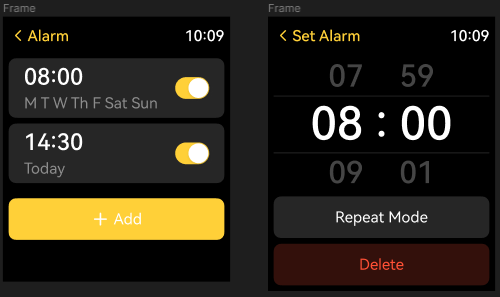 Frame
Alarm
10:09
08:00
M T W Th F Sat Sun
14:30
Today
+ Add
Frame
Set Alarm
10:09
07 59
08 : 00
09 01
Repeat Mode
Delete